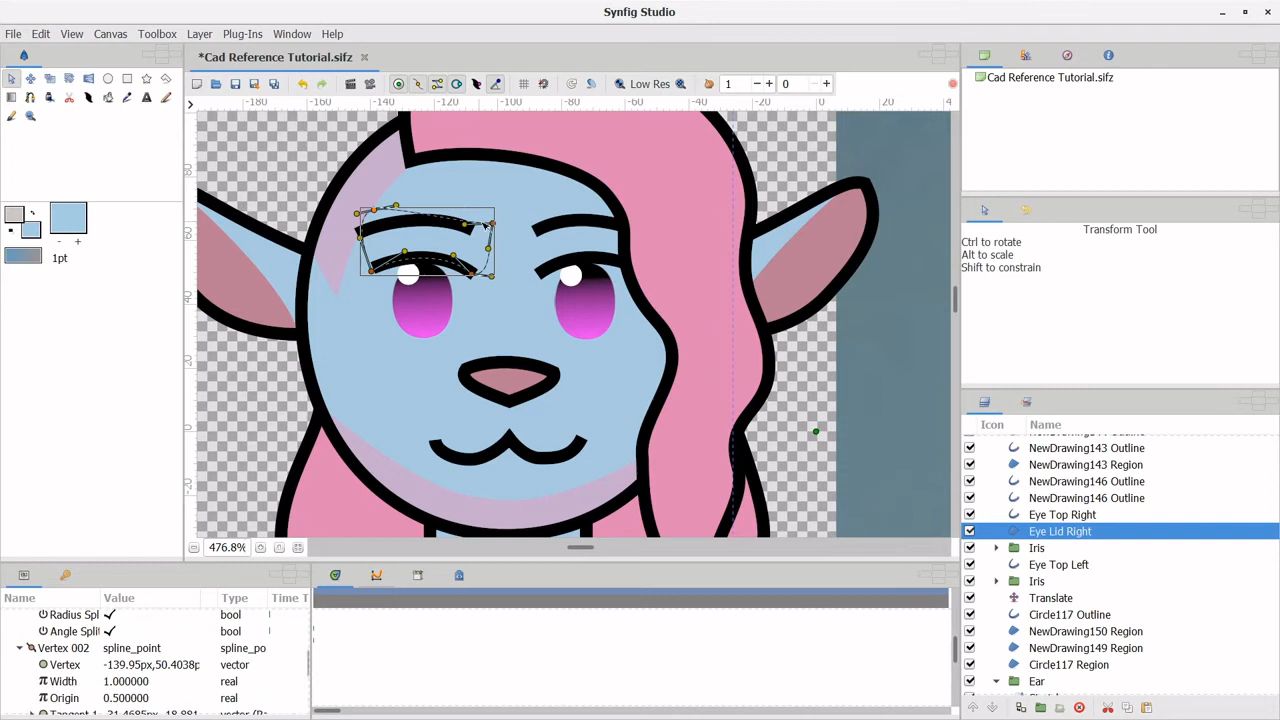 Synfig Studio
File Edit View Canvas Toolbox Layer Plug-Ins Window Help
*Cad Reference Tutorial.sifz
Low Res 1 0
-180 -140 -120 -100 -80 -60 -40 -20 0 20 4
Cad Reference Tutorial.sifz
Transform Tool
Ctrl to rotate
Alt to scale
Shift to constrain
1pt
Icon Name
NewDrawing143 Outline
NewDrawing143 Region
NewDrawing146 Outline
NewDrawing146 Outline
Eye Top Right
Eye Lid Right
Iris
Eye Top Left
Iris
Translate
Circle117 Outline
NewDrawing150 Region
NewDrawing149 Region
Circle117 Region
Ear
476.8%
Name Value Type Time T
Radius Spl bool
Angle Split bool
Vertex 002 spline_point spline_po
Vertex -139.95px,50.4038p vector
Width 1.000000 real
Origin 0.500000 real